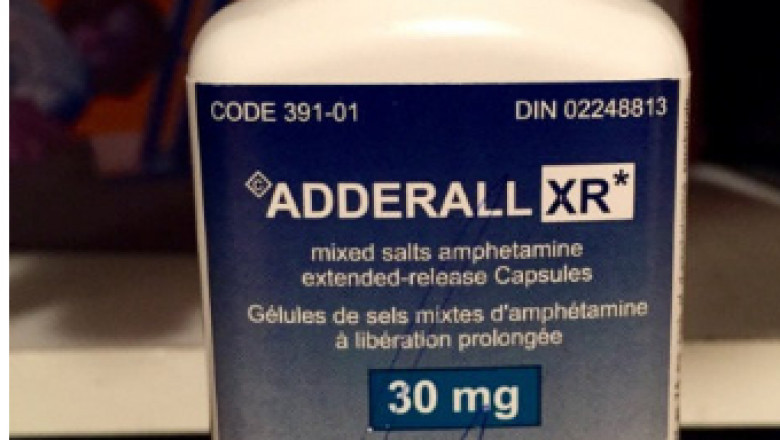 CODE 391-01 DIN 02248813
ADDERALL XR*
mixed salts amphetamine
extended-release Capsules
Gélules de sels mixtes d'amphétamine
à libération prolongée
30 mg